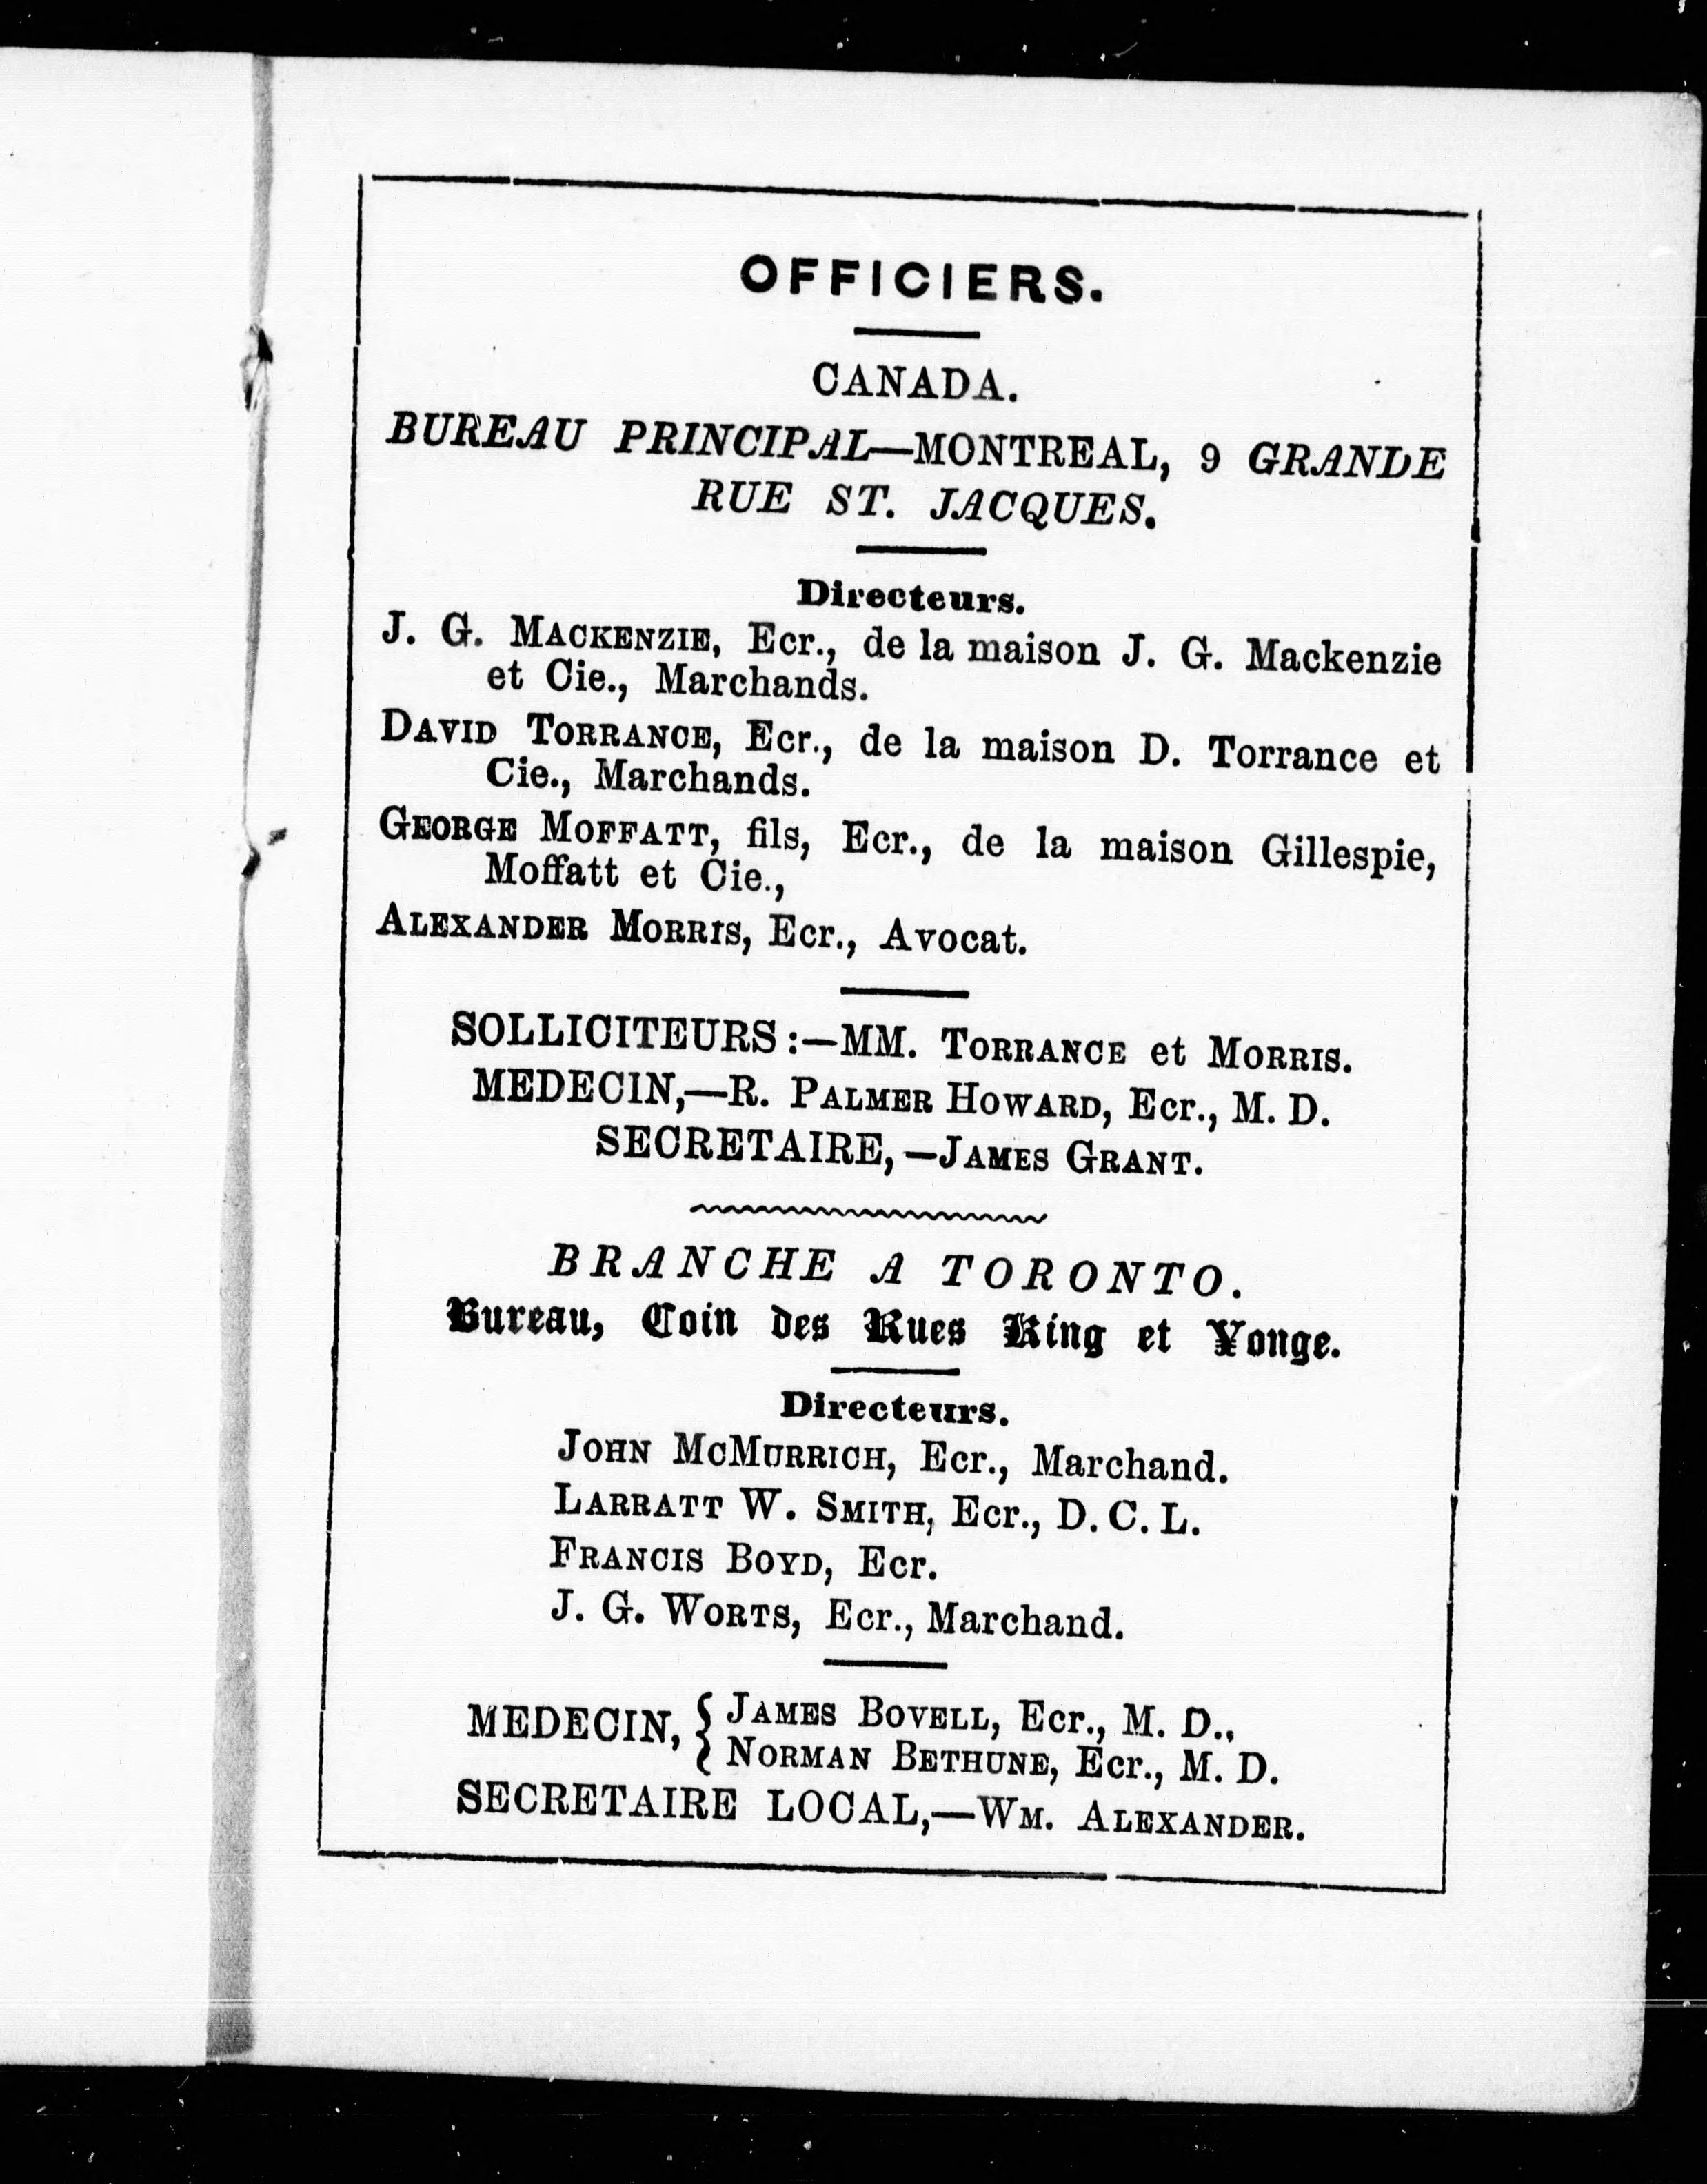 OFFICIERS.
CANADA.
BUREAU PRINCIPAL—MONTREAL, 9 GRANDE
RUE ST. JACQUES.
Directeurs.
J. G. MACKENZIE, Ecr., de la maison J. G. Mackenzie
et Cie., Marchands.
DAVID TORRANCE, Ecr., de la maison D. Torrance et
Cie., Marchands.
GEORGE MOFFATT, fils, Ecr., de la maison Gillespie,
Moffatt et Cie.,
ALEXANDER MORRIS, Ecr., Avocat.
SOLLICITEURS :—MM. TORRANCE et MORRIS.
MEDECIN,—R. PALMER HOWARD, Ecr., M. D.
SECRETAIRE,—JAMES GRANT.
BRANCHE A TORONTO.
Bureau, Coin des Rues King et Yonge.
Directeurs.
JOHN MCMURRICH, Ecr., Marchand.
LARRATT W. SMITH, Ecr., D. C. L.
FRANCIS BOYD, Ecr.
J. G. WORTS, Ecr., Marchand.
MEDECIN, { JAMES BOVELL, Ecr., M. D.,
NORMAN BETHUNE, Ecr., M. D.
SECRETAIRE LOCAL,—WM. ALEXANDER.